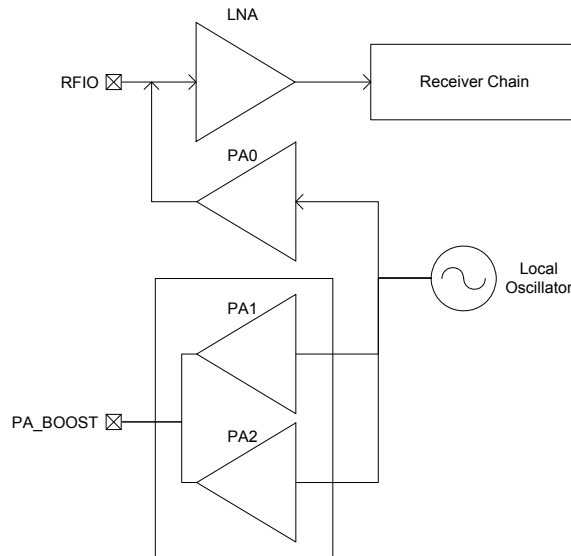 LNA
RFIO
Receiver Chain
PA0
Local
Oscillator
PA1
PA_BOOST
PA2